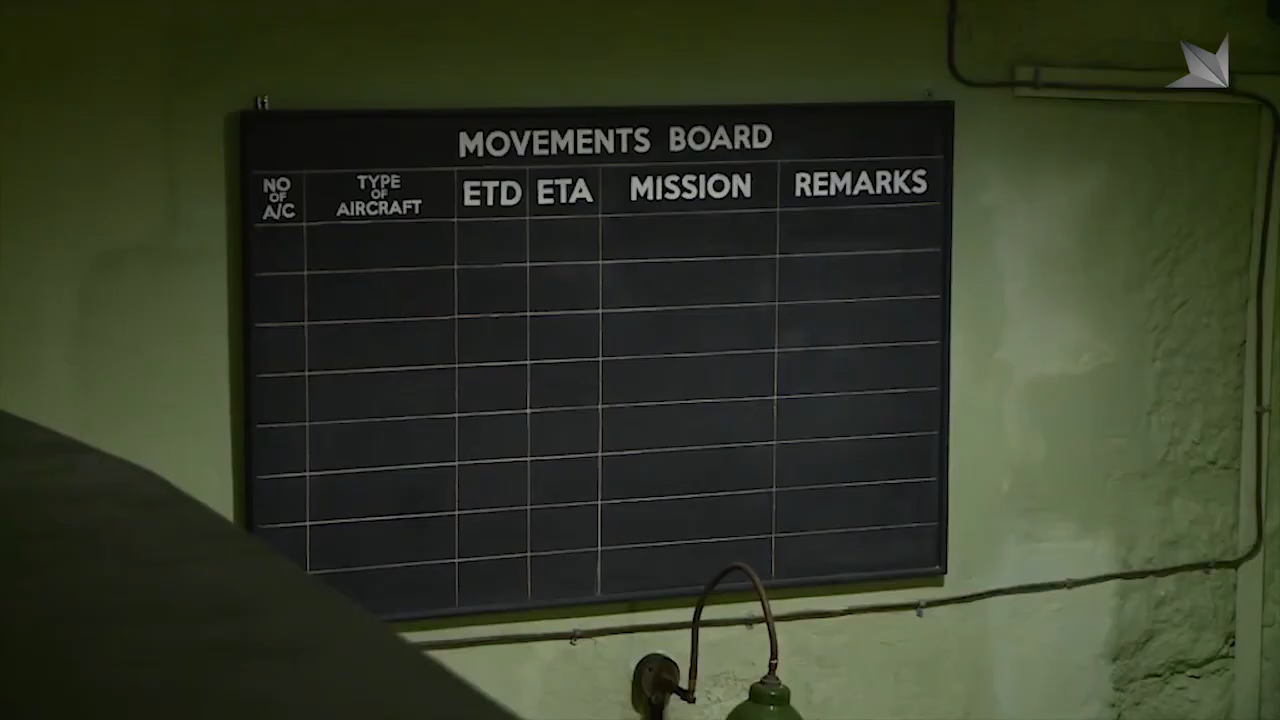 MOVEMENTS BOARD
NO OF A/C
TYPE OF AIRCRAFT
ETD
ETA
MISSION
REMARKS